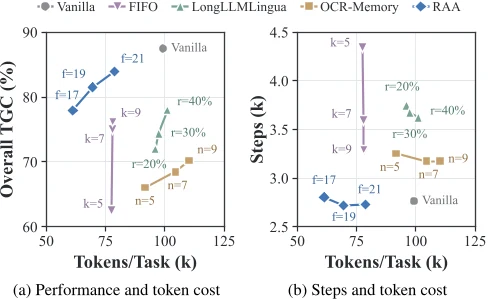 Vanilla FIFO LongLLMLingua OCR-Memory RAA
Overall TGC (%)
90
80
70
60
50 75 100 125
Tokens/Task (k)
f=17
f=19
f=21
Vanilla
k=9
k=7
k=5
r=40%
r=30%
r=20%
n=9
n=7
n=5
(a) Performance and token cost
Steps (k)
4.5
4.0
3.5
3.0
2.5
50 75 100 125
Tokens/Task (k)
k=5
k=7
k=9
r=20%
r=40%
r=30%
n=5
n=7
n=9
f=17
f=19
f=21
Vanilla
(b) Steps and token cost